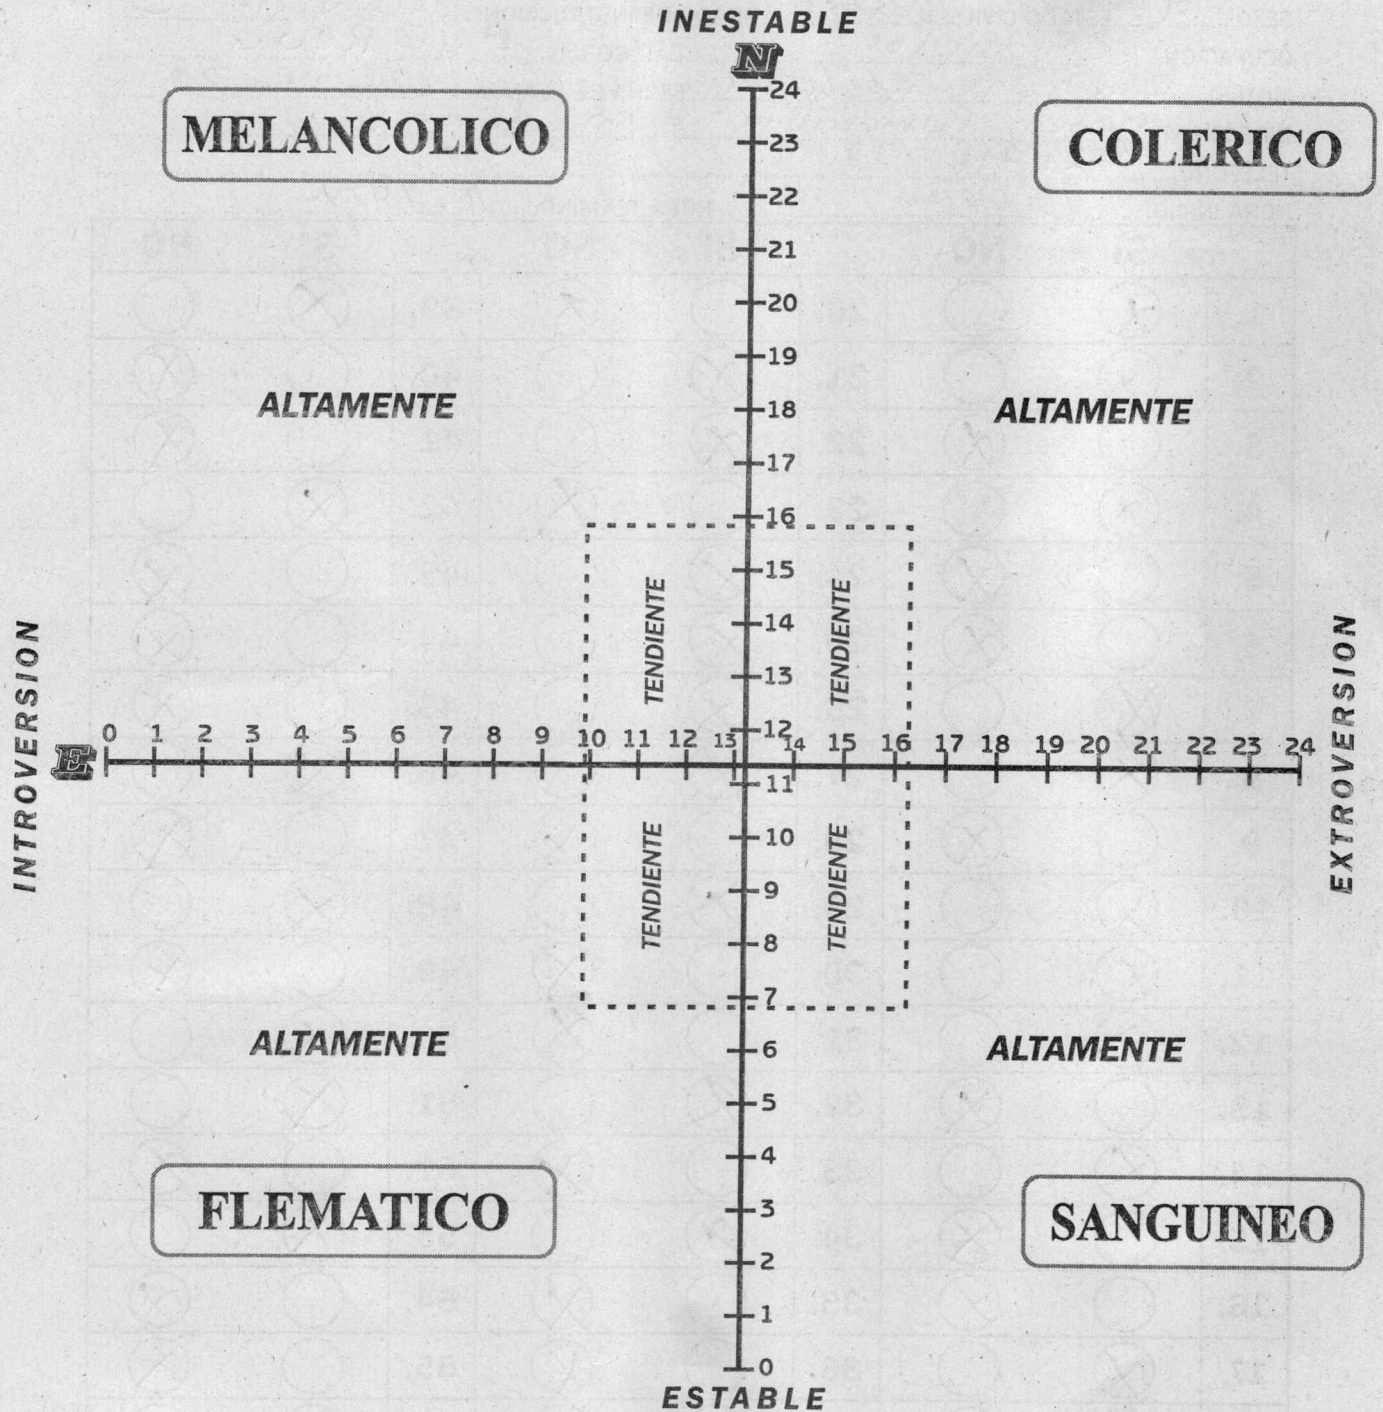 INESTABLE
N
MELANCOLICO
COLERICO
24
23
22
21
20
19
18
17
16
15
14
13
12
ALTAMENTE
ALTAMENTE
TENDIENTE
TENDIENTE
INTROVERSION
EXTROVERSION
E
0 1 2 3 4 5 6 7 8 9 10 11 12 13 14 15 16 17 18 19 20 21 22 23 24
11
10
9
8
7
6
5
4
3
2
1
0
TENDIENTE
TENDIENTE
ALTAMENTE
ALTAMENTE
FLEMATICO
SANGUINEO
ESTABLE